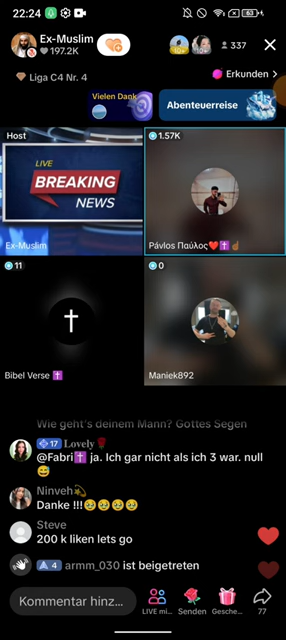 22:24
63
Ex-Muslim
197.2K
337
Liga C4 Nr. 4
Erkunden >
Vielen Dank
Abenteuerreise
Host
1.57K
LIVE
BREAKING
NEWS
Ex-Muslim
Pávlos Παύλος❤️✝️☝🏾
11
0
Bibel Verse ✝️
Maniek892
Wie geht's deinem Mann? Gottes Segen
17 𝐋𝐨𝐯𝐞𝐥𝐲🌹
@Fabri✝️ ja. Ich gar nicht als ich 3 war. null
😅
Ninveh💫
Danke !!!🥹🥹🥹🥹
Steve
200 k liken lets go
4 armm_030 ist beigetreten
Kommentar hinz...
LIVE mi...
Senden
Gesche...
77